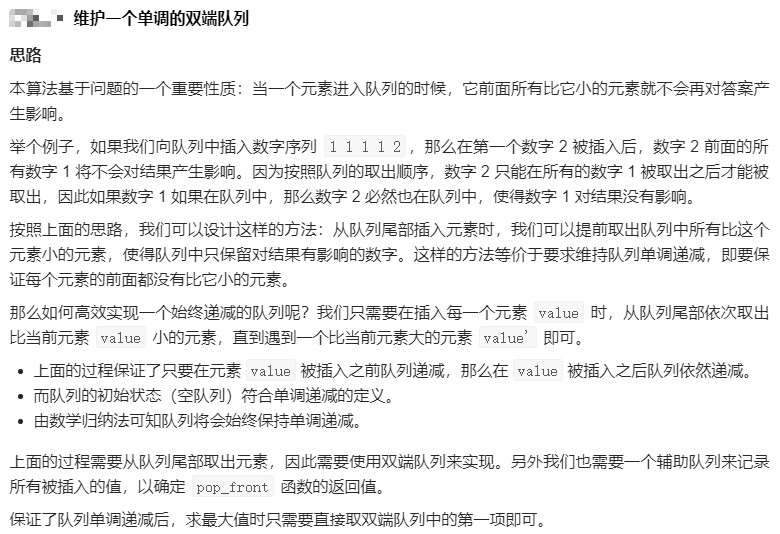 维护一个单调的双端队列
思路
本算法基于问题的一个重要性质：当一个元素进入队列的时候，它前面所有比它小的元素就不会再对答案产
生影响。
举个例子，如果我们向队列中插入数字序列 1 1 1 1 2，那么在第一个数字 2 被插入后，数字 2 前面的所
有数字 1 将不会对结果产生影响。因为按照队列的取出顺序，数字 2 只能在所有的数字 1 被取出之后才能被
取出，因此如果数字 1 如果在队列中，那么数字 2 必然也在队列中，使得数字 1 对结果没有影响。
按照上面的思路，我们可以设计这样的方法：从队列尾部插入元素时，我们可以提前取出队列中所有比这个
元素小的元素，使得队列中只保留对结果有影响的数字。这样的方法等价于要求维持队列单调递减，即要保
证每个元素的前面都没有比它小的元素。
那么如何高效实现一个始终递减的队列呢？我们只需要在插入每一个元素 value 时，从队列尾部依次取出
比当前元素 value 小的元素，直到遇到一个比当前元素大的元素 value' 即可。
• 上面的过程保证了只要在元素 value 被插入之前队列递减，那么在 value 被插入之后队列依然递减。
• 而队列的初始状态（空队列）符合单调递减的定义。
• 由数学归纳法可知队列将会始终保持单调递减。
上面的过程需要从队列尾部取出元素，因此需要使用双端队列来实现。另外我们也需要一个辅助队列来记录
所有被插入的值，以确定 pop_front 函数的返回值。
保证了队列单调递减后，求最大值时只需要直接取双端队列中的第一项即可。